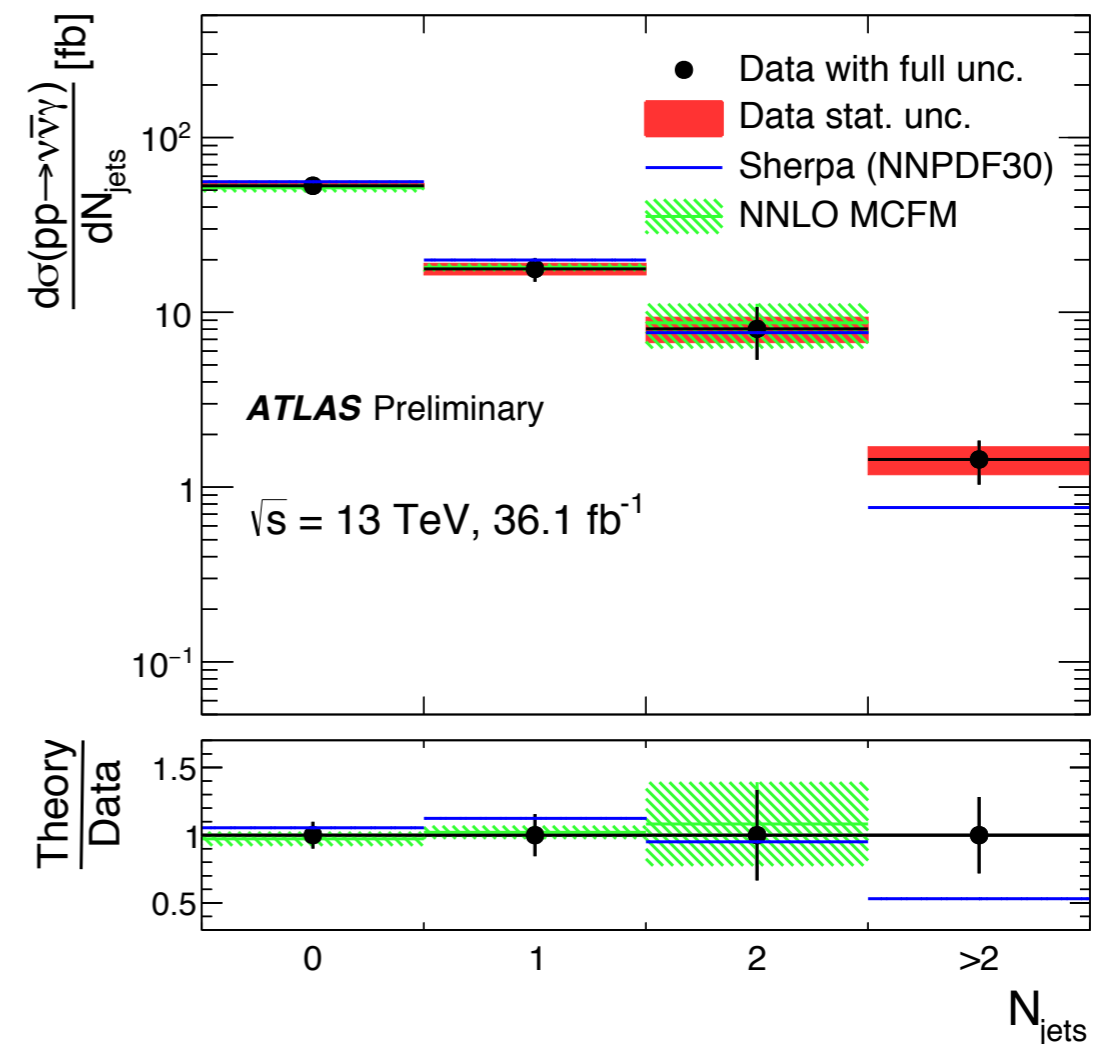 dσ(pp→νν̅γ)
dN_jets
[fb]
10²
10
1
10⁻¹
Data with full unc.
Data stat. unc.
Sherpa (NNPDF30)
NNLO MCFM
ATLAS Preliminary
√s = 13 TeV, 36.1 fb⁻¹
Theory
Data
1.5
1
0.5
0 1 2 >2
N_jets